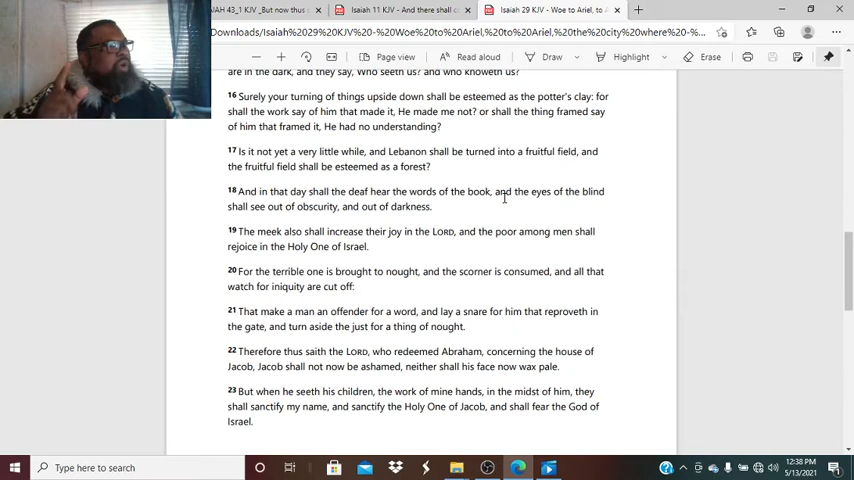 AIAH 43_1 KJV _But now thus s
Isaiah 11 KJV - And there shall c
Isaiah 29 KJV - Woe to Ariel, to A
Downloads/Isaiah%2029%20KJV%20-%20Woe%20to%20Ariel,%20to%20Ariel,%20the%20city%20where%20-%...
Page view
Read aloud
Draw
Highlight
Erase
are in the dark, and they say, Who seeth us? and who knoweth us?
16 Surely your turning of things upside down shall be esteemed as the potter's clay: for
shall the work say of him that made it, He made me not? or shall the thing framed say
of him that framed it, He had no understanding?
17 Is it not yet a very little while, and Lebanon shall be turned into a fruitful field, and
the fruitful field shall be esteemed as a forest?
18 And in that day shall the deaf hear the words of the book, and the eyes of the blind
shall see out of obscurity, and out of darkness.
19 The meek also shall increase their joy in the LORD, and the poor among men shall
rejoice in the Holy One of Israel.
20 For the terrible one is brought to nought, and the scorner is consumed, and all that
watch for iniquity are cut off:
21 That make a man an offender for a word, and lay a snare for him that reproveth in
the gate, and turn aside the just for a thing of nought.
22 Therefore thus saith the LORD, who redeemed Abraham, concerning the house of
Jacob, Jacob shall not now be ashamed, neither shall his face now wax pale.
23 But when he seeth his children, the work of mine hands, in the midst of him, they
shall sanctify my name, and sanctify the Holy One of Jacob, and shall fear the God of
Israel.
Type here to search
12:38 PM
5/13/2021